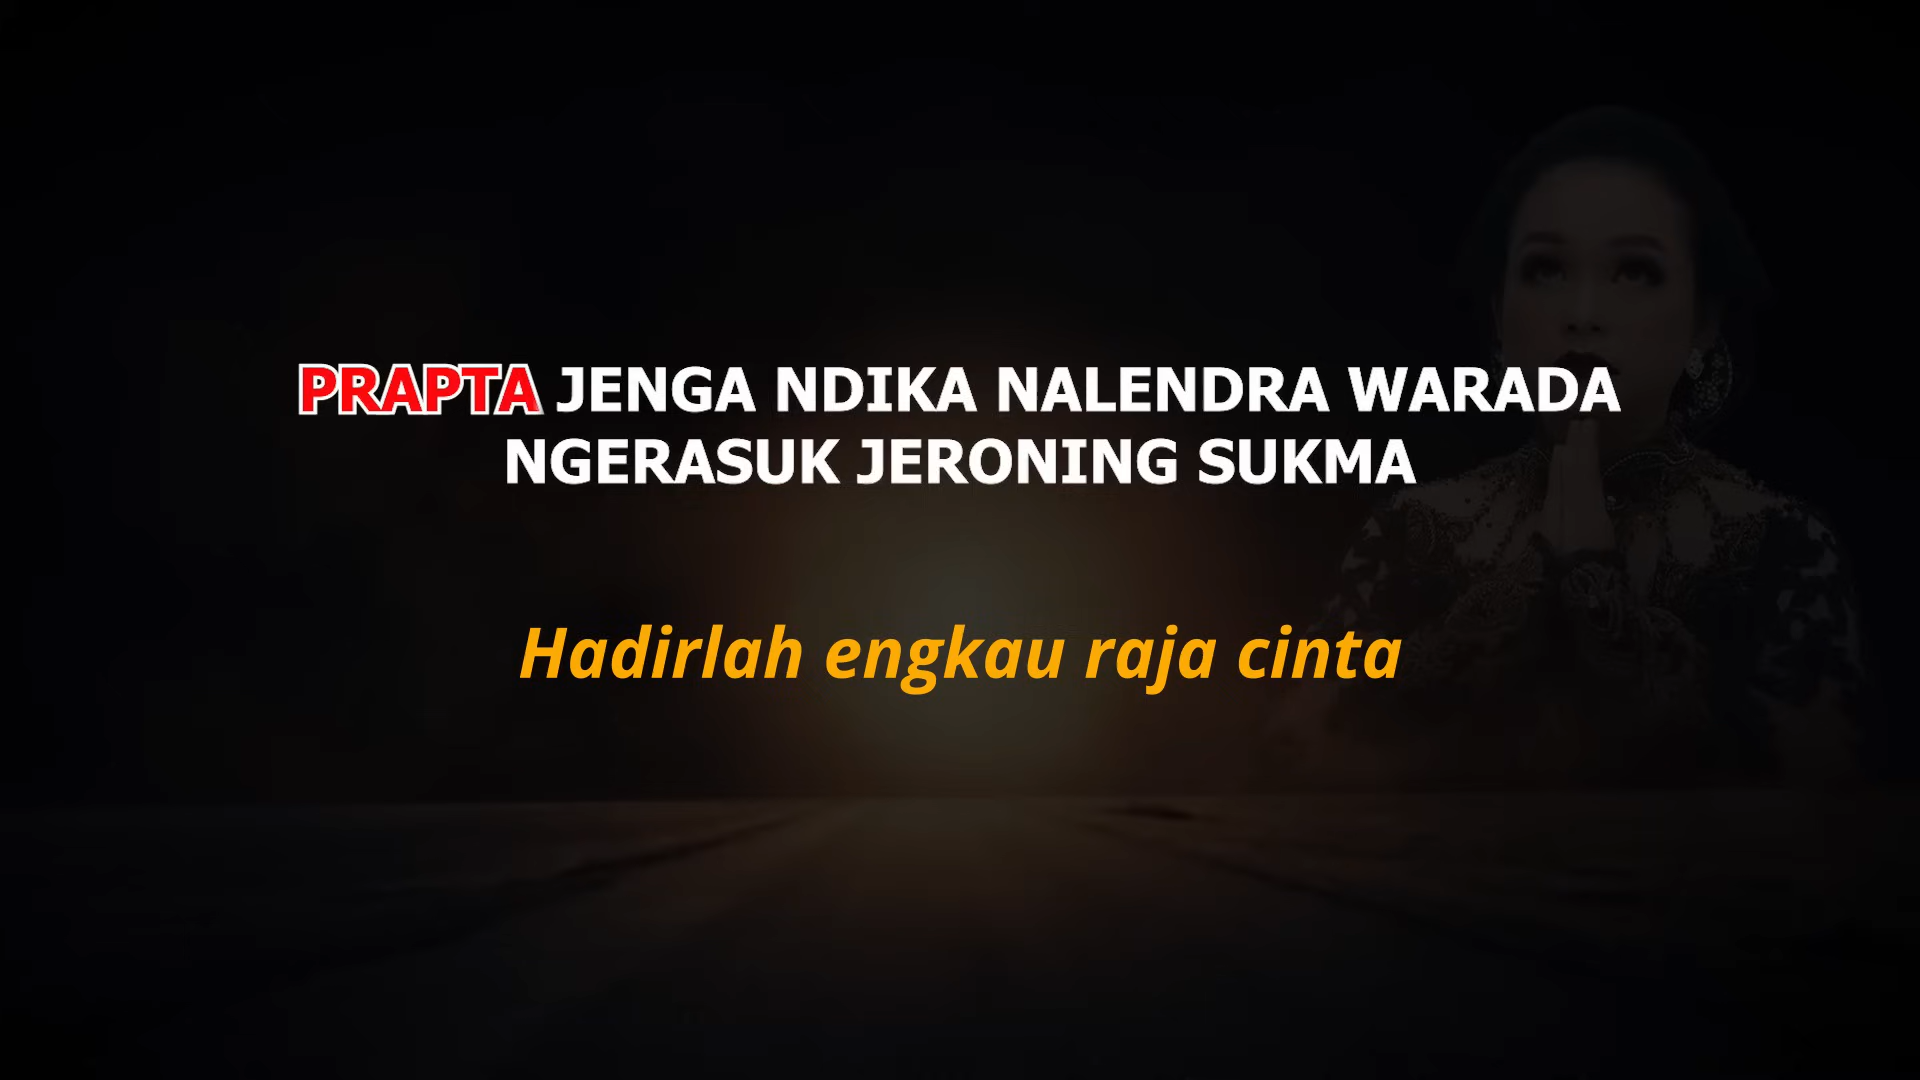 PRAPTA JENGA NDIKA NALENDRA WARADA
NGERASUK JERONING SUKMA
Hadirlah engkau raja cinta